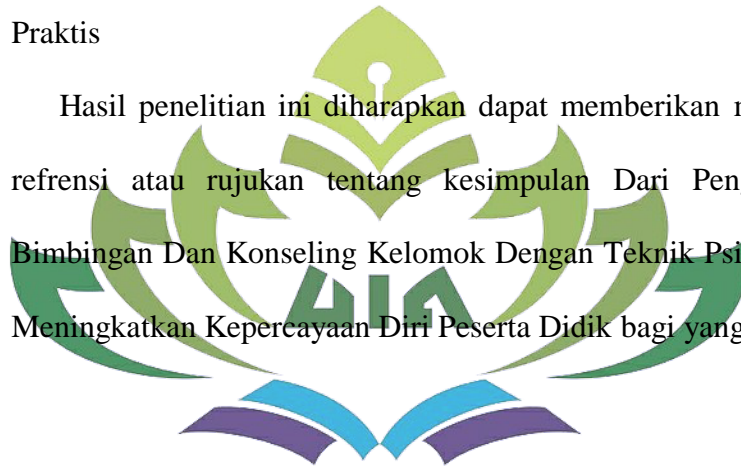 Praktis
Hasil penelitian ini diharapkan dapat memberikan
refrensi atau rujukan tentang kesimpulan Dari
Bimbingan Dan Konseling Kelomok Dengan Teknik
Meningkatkan Kepercayaan Diri Peserta Didik bagi yang